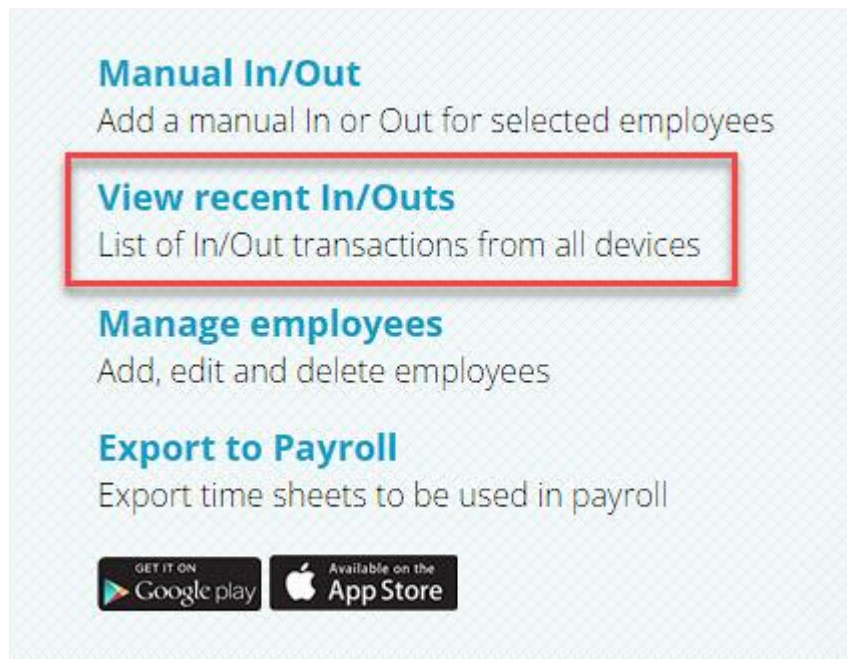 Manual In/Out
Add a manual In or Out for selected employees
View recent In/Outs
List of In/Out transactions from all devices
Manage employees
Add, edit and delete employees
Export to Payroll
Export time sheets to be used in payroll
GET IT ON
Google play
Available on the
App Store